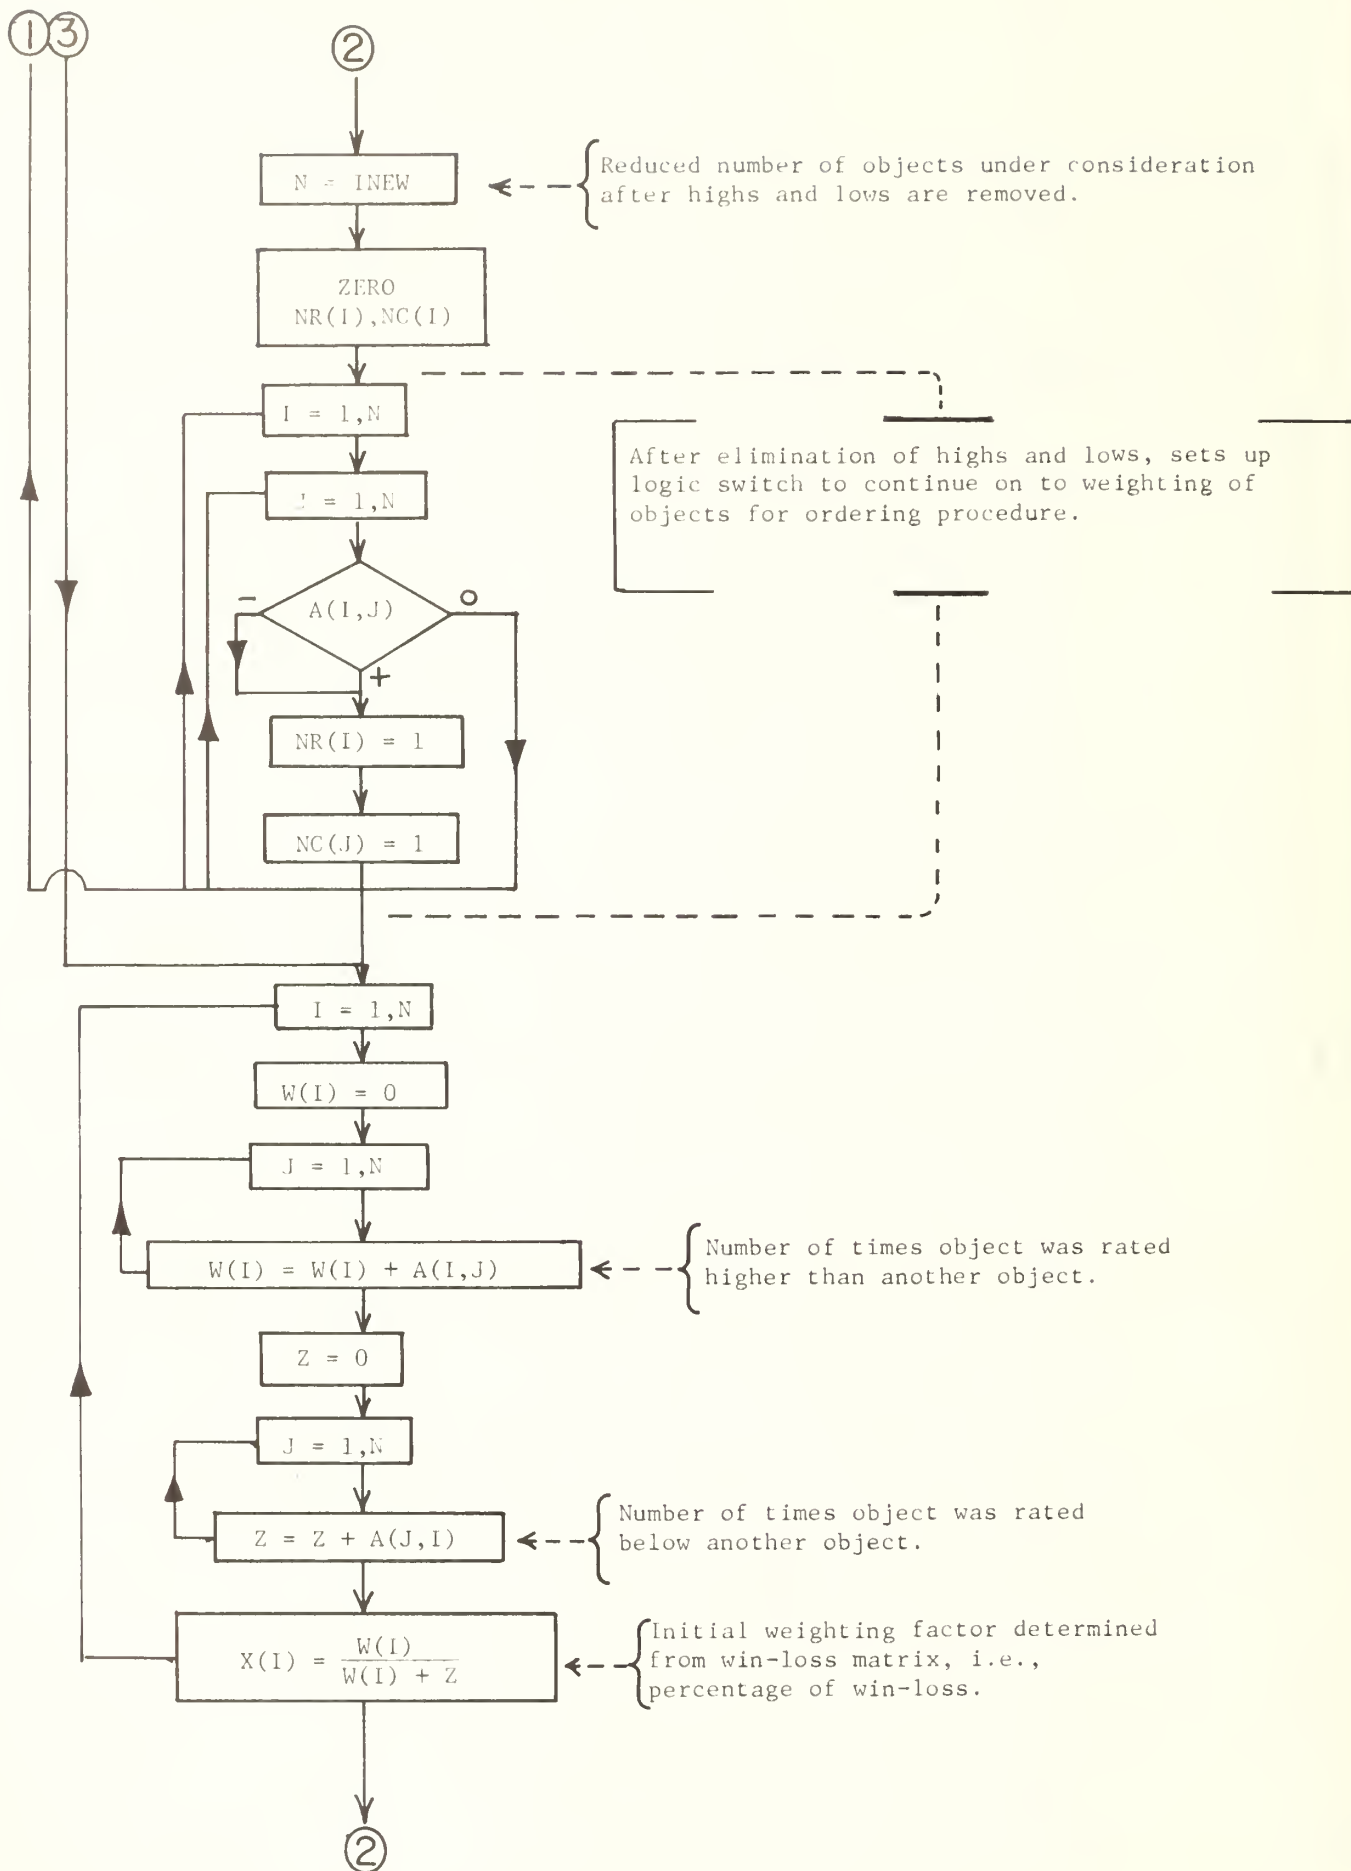 1 3
2
N = INEW
Reduced number of objects under consideration
after highs and lows are removed.
ZERO
NR(I),NC(I)
I = 1,N
After elimination of highs and lows, sets up
logic switch to continue on to weighting of
objects for ordering procedure.
J = 1,N
- A(I,J) 0
+
NR(I) = 1
NC(J) = 1
I = 1,N
W(I) = 0
J = 1,N
W(I) = W(I) + A(I,J)
Number of times object was rated
higher than another object.
Z = 0
J = 1,N
Z = Z + A(J,I)
Number of times object was rated
below another object.
X(I) = W(I)
W(I) + Z
Initial weighting factor determined
from win-loss matrix, i.e.,
percentage of win-loss.
2